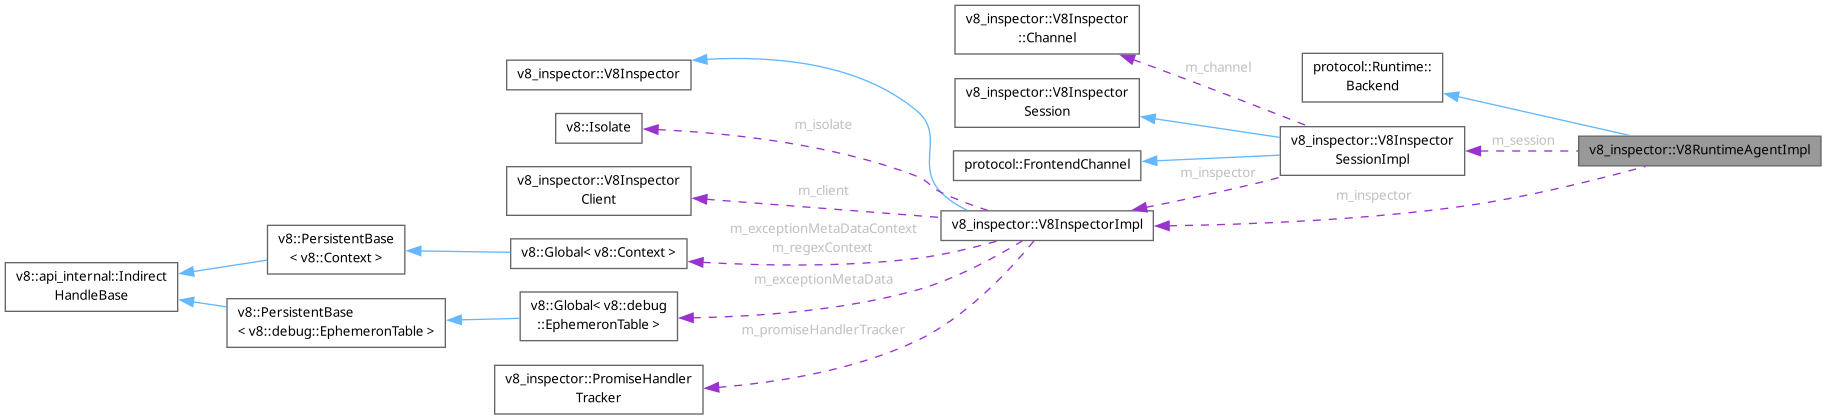 v8_inspector::V8Inspector
::Channel
v8_inspector::V8Inspector
m_channel
protocol::Runtime::
Backend
v8_inspector::V8Inspector
Session
v8::Isolate
m_isolate
v8_inspector::V8Inspector
SessionImpl
m_session
v8_inspector::V8RuntimeAgentImpl
protocol::FrontendChannel
m_inspector
v8_inspector::V8Inspector
Client
m_client
m_inspector
v8_inspector::V8InspectorImpl
m_exceptionMetaDataContext
m_regexContext
v8::PersistentBase
< v8::Context >
v8::Global< v8::Context >
v8::api_internal::Indirect
HandleBase
m_exceptionMetaData
v8::PersistentBase
< v8::debug::EphemeronTable >
v8::Global< v8::debug
::EphemeronTable >
m_promiseHandlerTracker
v8_inspector::PromiseHandler
Tracker